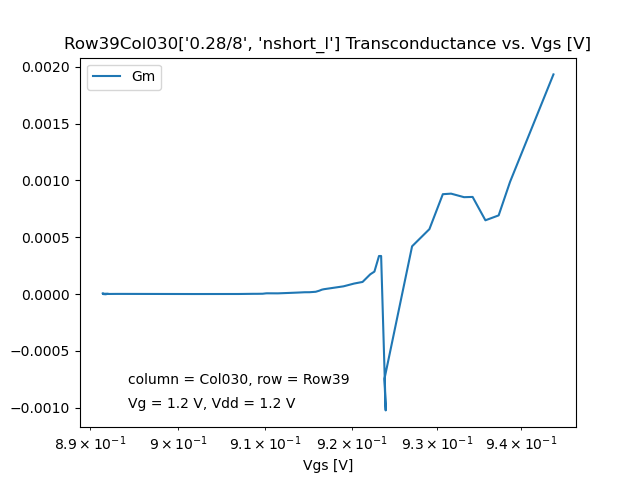 Row39Col030['0.28/8', 'nshort_l'] Transconductance vs. Vgs [V]
Gm
0.0020
0.0015
0.0010
0.0005
0.0000
−0.0005
−0.0010
column = Col030, row = Row39
Vg = 1.2 V, Vdd = 1.2 V
8.9 × 10⁻¹ 9 × 10⁻¹ 9.1 × 10⁻¹ 9.2 × 10⁻¹ 9.3 × 10⁻¹ 9.4 × 10⁻¹
Vgs [V]